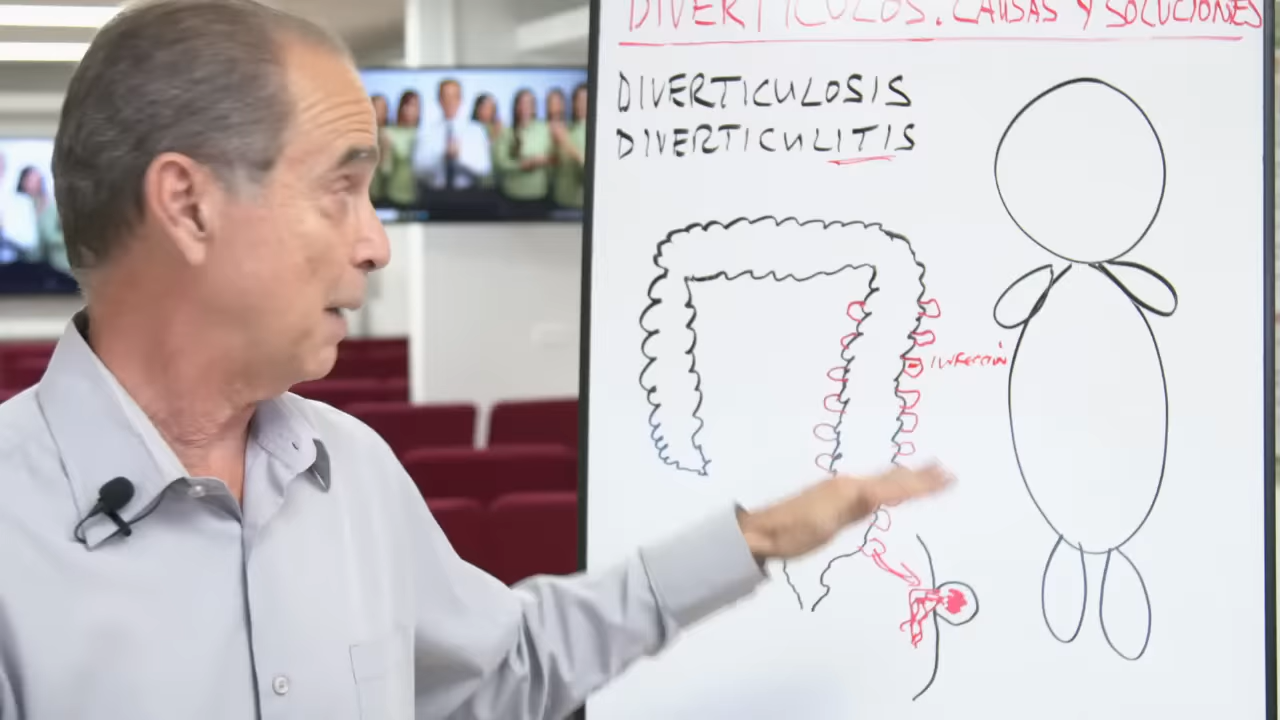 DIVERTICULOS. CAUSAS Y SOLUCIONES
DIVERTICULOSIS
DIVERTICULITIS
INFECCIÓN